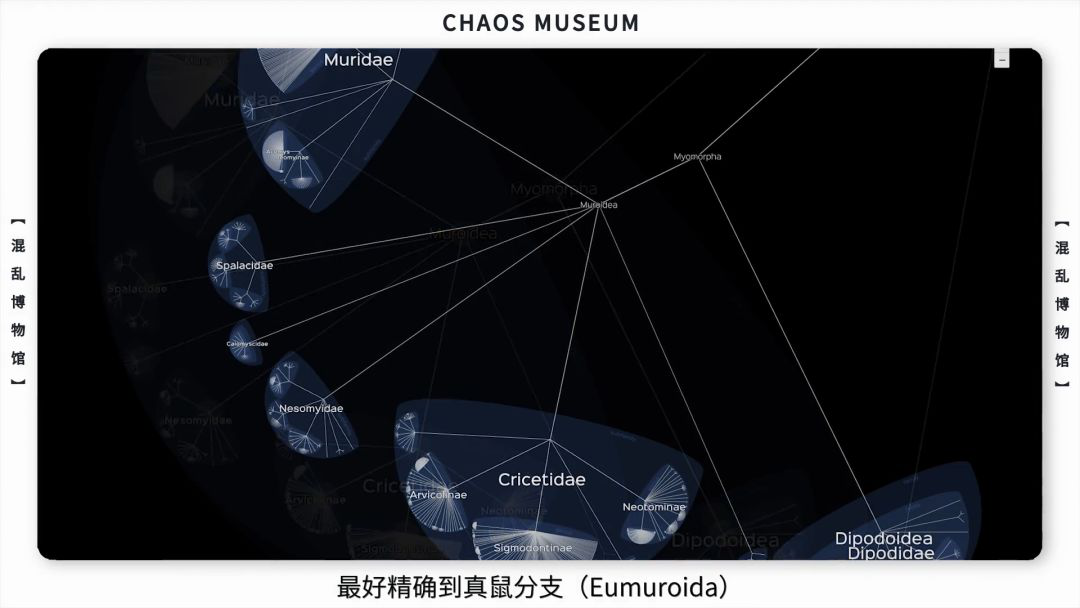 CHAOS MUSEUM
Muridae
Muridae
Myomorpha
Myomorpha
Muroidea
Muroidea
Spalacidae
Spalacidae
Calomyscidae
Nesomyidae
Nesomyidae
Cricetidae
Arvicolinae
Arvicolinae
Neotominae
Neotominae
Sigmodontinae
Dipodoidea
Dipodoidea
Dipodidae
【混乱博物馆】
【混乱博物馆】
最好精确到真鼠分支（Eumuroida）